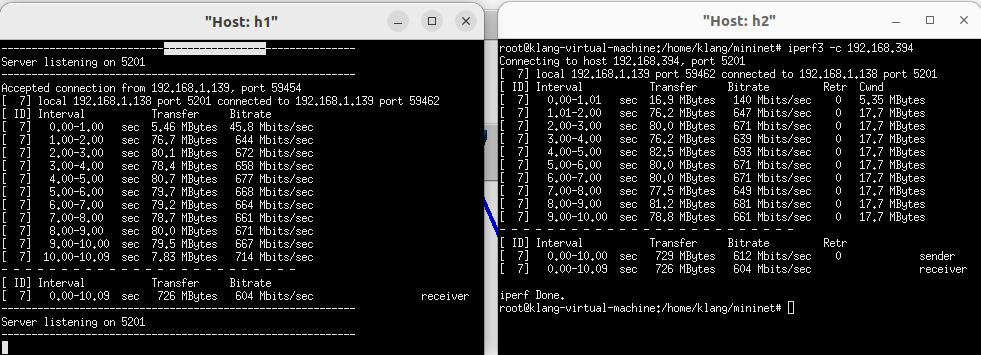 "Host: h1"
-----------------------------------------------------------
Server listening on 5201
-----------------------------------------------------------
Accepted connection from 192.168.1.139, port 59454
[  7] local 192.168.1.138 port 5201 connected to 192.168.1.139 port 59462
[ ID] Interval           Transfer     Bitrate
[  7]   0.00-1.00   sec  5.46 MBytes  45.8 Mbits/sec
[  7]   1.00-2.00   sec  76.7 MBytes   644 Mbits/sec
[  7]   2.00-3.00   sec  80.1 MBytes   672 Mbits/sec
[  7]   3.00-4.00   sec  78.4 MBytes   658 Mbits/sec
[  7]   4.00-5.00   sec  80.7 MBytes   677 Mbits/sec
[  7]   5.00-6.00   sec  79.7 MBytes   668 Mbits/sec
[  7]   6.00-7.00   sec  79.2 MBytes   664 Mbits/sec
[  7]   7.00-8.00   sec  78.7 MBytes   661 Mbits/sec
[  7]   8.00-9.00   sec  80.0 MBytes   671 Mbits/sec
[  7]   9.00-10.00  sec  79.5 MBytes   667 Mbits/sec
[  7]  10.00-10.09  sec  7.83 MBytes   714 Mbits/sec
- - - - - - - - - - - - - - - - - - - - - - - - -
[ ID] Interval           Transfer     Bitrate
[  7]   0.00-10.09  sec   726 MBytes   604 Mbits/sec                  receiver
-----------------------------------------------------------
Server listening on 5201
-----------------------------------------------------------
"Host: h2"
root@klang-virtual-machine:/home/klang/mininet# iperf3 -c 192.168.394
Connecting to host 192.168.394, port 5201
[  7] local 192.168.1.139 port 59462 connected to 192.168.1.138 port 5201
[ ID] Interval           Transfer     Bitrate         Retr  Cwnd
[  7]   0.00-1.01   sec  16.9 MBytes   140 Mbits/sec    0   5.35 MBytes
[  7]   1.01-2.00   sec  76.2 MBytes   647 Mbits/sec    0   17.7 MBytes
[  7]   2.00-3.00   sec  80.0 MBytes   671 Mbits/sec    0   17.7 MBytes
[  7]   3.00-4.00   sec  76.2 MBytes   639 Mbits/sec    0   17.7 MBytes
[  7]   4.00-5.00   sec  82.5 MBytes   693 Mbits/sec    0   17.7 MBytes
[  7]   5.00-6.00   sec  80.0 MBytes   671 Mbits/sec    0   17.7 MBytes
[  7]   6.00-7.00   sec  80.0 MBytes   671 Mbits/sec    0   17.7 MBytes
[  7]   7.00-8.00   sec  77.5 MBytes   649 Mbits/sec    0   17.7 MBytes
[  7]   8.00-9.00   sec  81.2 MBytes   681 Mbits/sec    0   17.7 MBytes
[  7]   9.00-10.00  sec  78.8 MBytes   661 Mbits/sec    0   17.7 MBytes
- - - - - - - - - - - - - - - - - - - - - - - - -
[ ID] Interval           Transfer     Bitrate         Retr
[  7]   0.00-10.00  sec   729 MBytes   612 Mbits/sec    0             sender
[  7]   0.00-10.09  sec   726 MBytes   604 Mbits/sec                  receiver
iperf Done.
root@klang-virtual-machine:/home/klang/mininet#